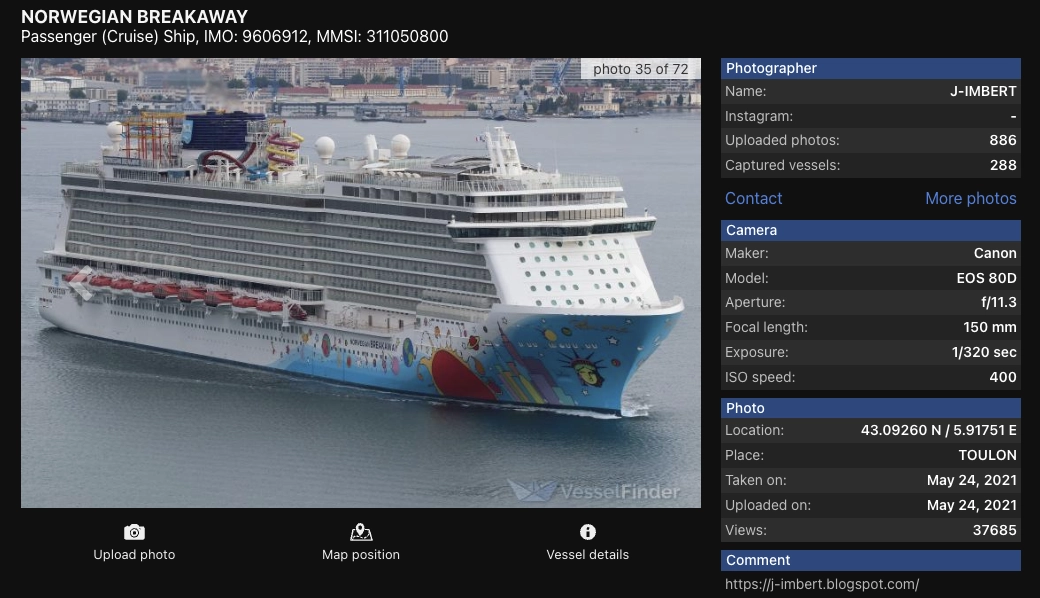 NORWEGIAN BREAKAWAY
Passenger (Cruise) Ship, IMO: 9606912, MMSI: 311050800
photo 35 of 72
NORWEGIAN BREAKAWAY
VesselFinder
Upload photo
Map position
Vessel details
Photographer
Name: J-IMBERT
Instagram: -
Uploaded photos: 886
Captured vessels: 288
Contact More photos
Camera
Maker: Canon
Model: EOS 80D
Aperture: f/11.3
Focal length: 150 mm
Exposure: 1/320 sec
ISO speed: 400
Photo
Location: 43.09260 N / 5.91751 E
Place: TOULON
Taken on: May 24, 2021
Uploaded on: May 24, 2021
Views: 37685
Comment
https://j-imbert.blogspot.com/